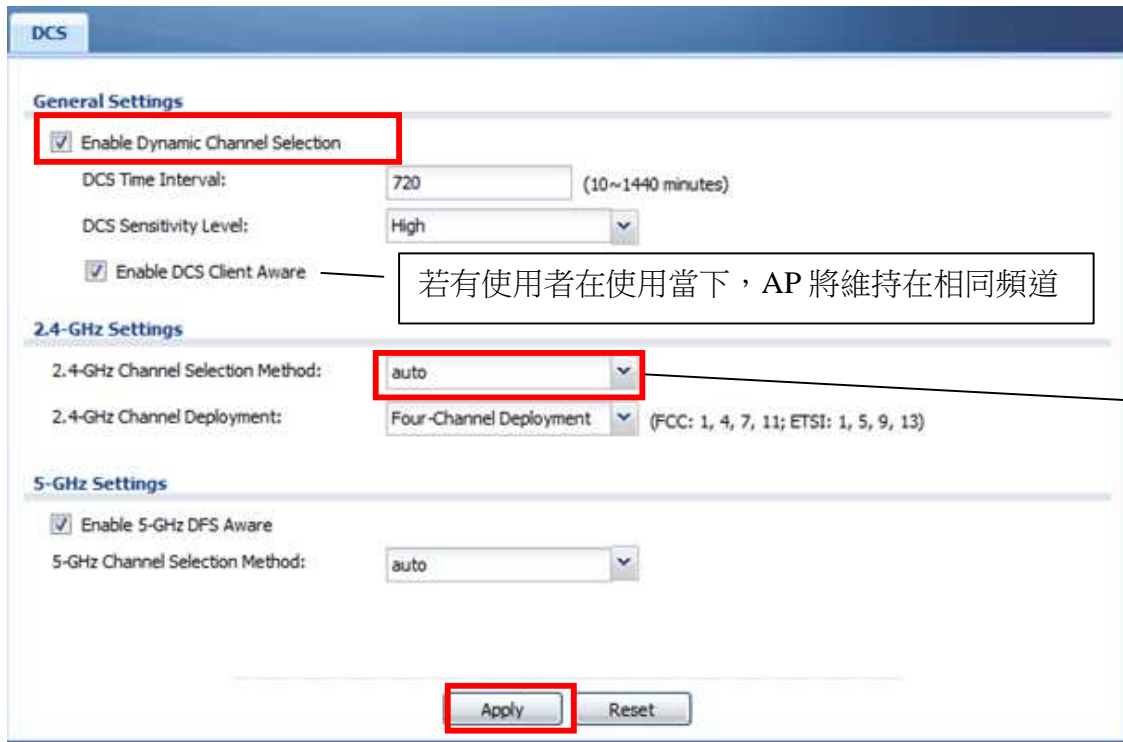 DCS
General Settings
Enable Dynamic Channel Selection
DCS Time Interval: 720 (10~1440 minutes)
DCS Sensitivity Level: High
Enable DCS Client Aware
若有使用者在使用當下，AP 將維持在相同頻道
2.4-GHz Settings
2.4-GHz Channel Selection Method: auto
2.4-GHz Channel Deployment: Four-Channel Deployment (FCC: 1, 4, 7, 11; ETSI: 1, 5, 9, 13)
5-GHz Settings
Enable 5-GHz DFS Aware
5-GHz Channel Selection Method: auto
Apply Reset